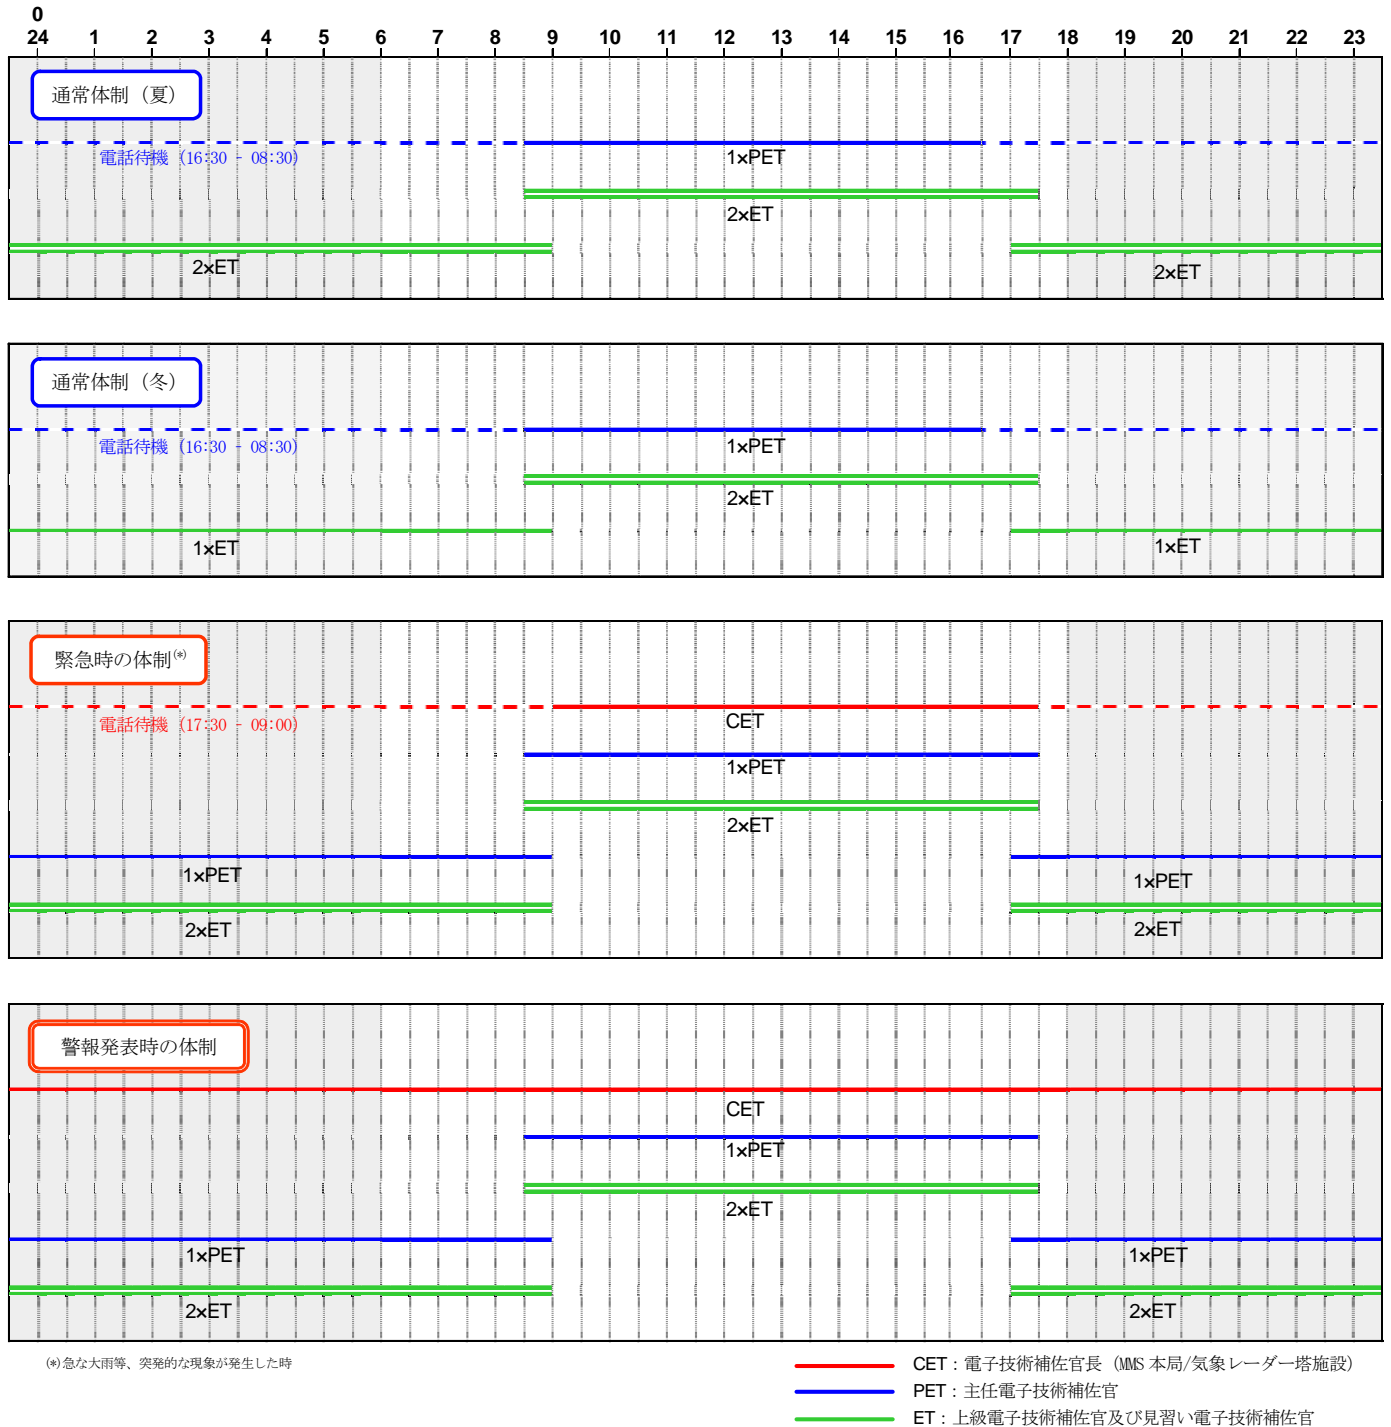 0
24 1 2 3 4 5 6 7 8 9 10 11 12 13 14 15 16 17 18 19 20 21 22 23
通常体制（夏）
電話待機 (16:30 - 08:30)
1×PET
2×ET
2×ET
2×ET
通常体制（冬）
電話待機 (16:30 - 08:30)
1×PET
2×ET
1×ET
1×ET
緊急時の体制(*)
電話待機 (17:30 - 09:00)
CET
1×PET
2×ET
1×PET
1×PET
2×ET
2×ET
警報発表時の体制
CET
1×PET
2×ET
1×PET
1×PET
2×ET
2×ET
(*)急な大雨等、突発的な現象が発生した時
CET：電子技術補佐官長（MMS 本局/気象レーダー塔施設）
PET：主任電子技術補佐官
ET：上級電子技術補佐官及び見習い電子技術補佐官